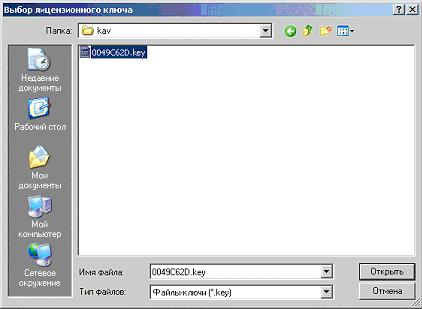 Выбор лицензионного ключа
Папка:
kav
0049C62D.key
Недавние
документы
Рабочий стол
Мои
документы
Мой
компьютер
Сетевое
окружение
Имя файла:
0049C62D.key
Открыть
Тип файлов:
Файлы-ключи (*.key)
Отмена